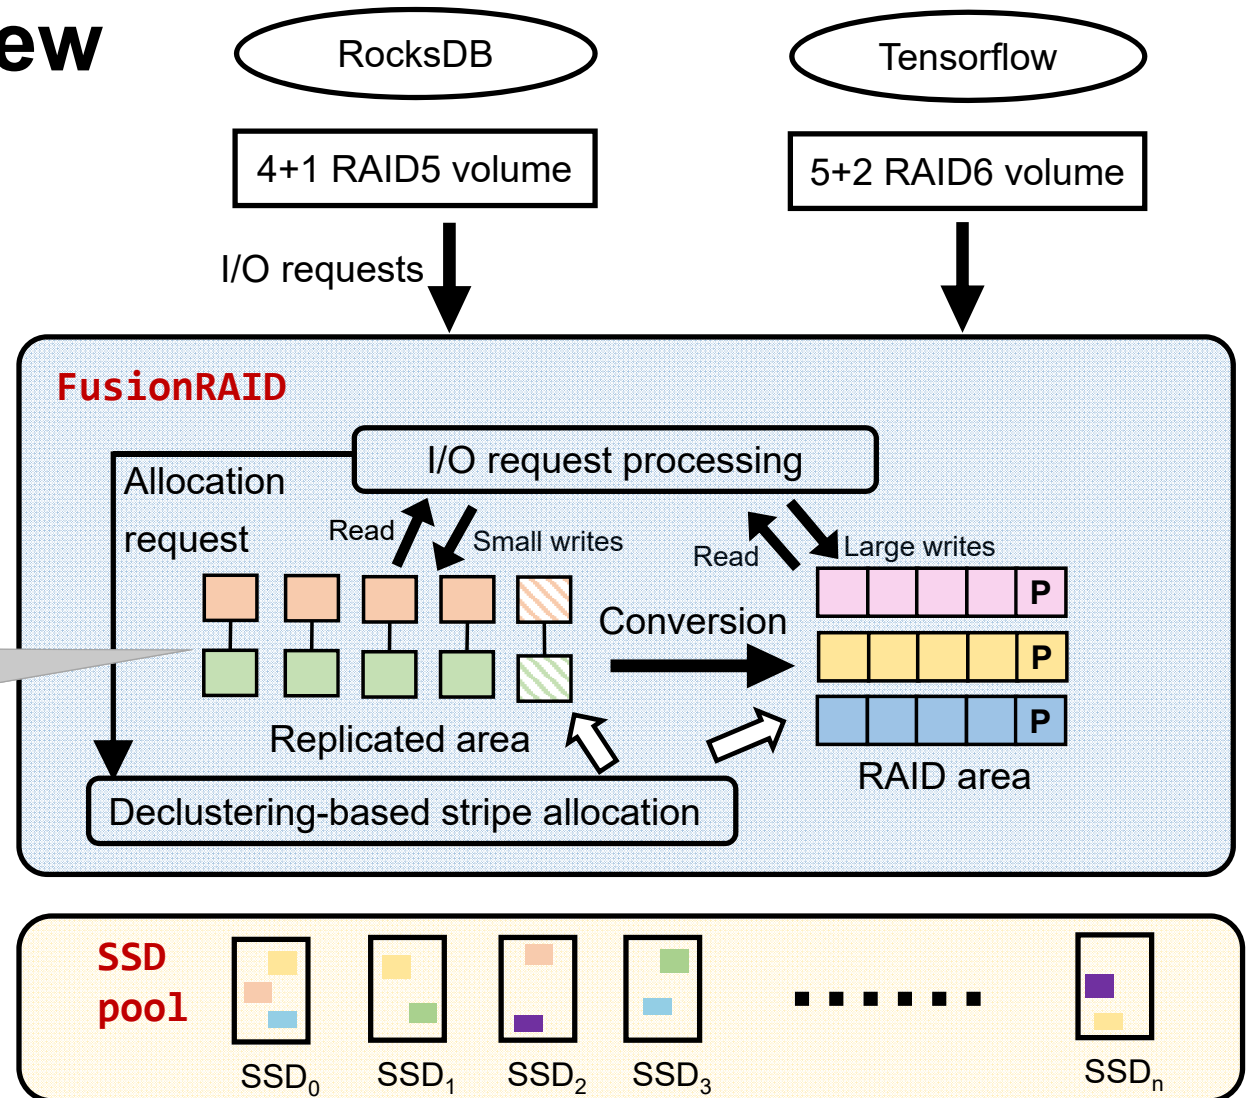 ew
RocksDB
Tensorflow
4+1 RAID5 volume
5+2 RAID6 volume
I/O requests
FusionRAID
I/O request processing
Allocation
request
Read
Small writes
Read
Large writes
P
Conversion
P
P
Replicated area
RAID area
Declustering-based stripe allocation
SSD
pool
SSD0
SSD1
SSD2
SSD3
SSDn